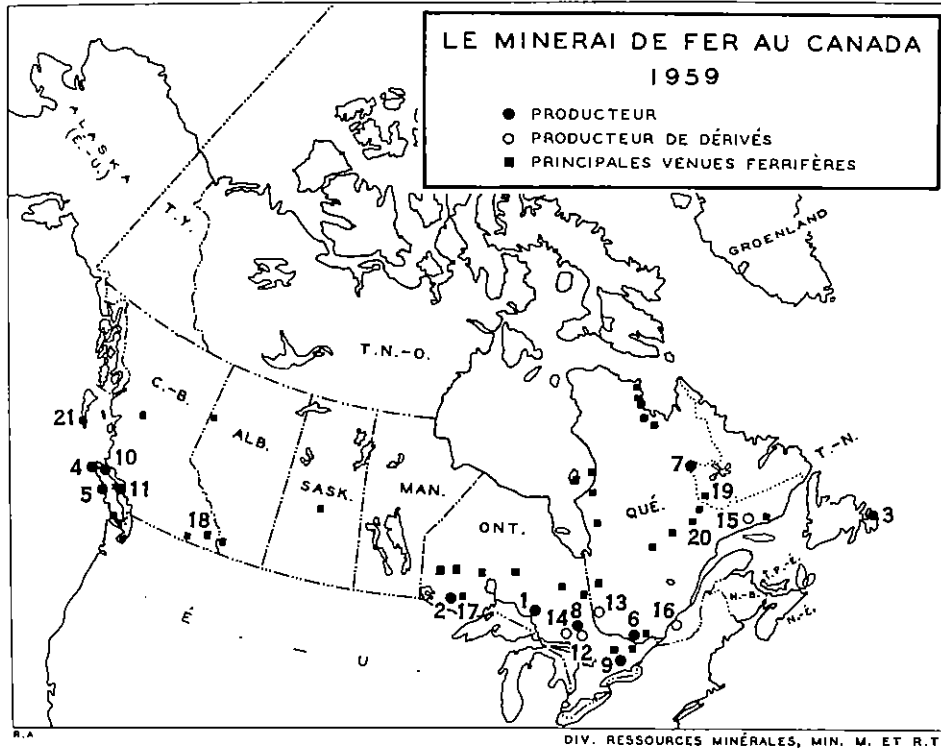 LE MINERAI DE FER AU CANADA
1959
PRODUCTEUR
PRODUCTEUR DE DÉRIVÉS
PRINCIPALES VENUES FERRIFÈRES
ALASKA
(É.-U.)
T.Y.
GROENLAND
T.N.-O.
C.-B.
21
ALB.
SASK.
MAN.
ONT.
QUÉ.
T.-N.
4
10
5
11
7
19
18
15
3
20
2-17
1
8
13
14
12
6
16
9
N.-B.
Î.P.-É.
N.-É.
É
-
U
R.A
DIV. RESSOURCES MINÉRALES, MIN. M. ET R.T